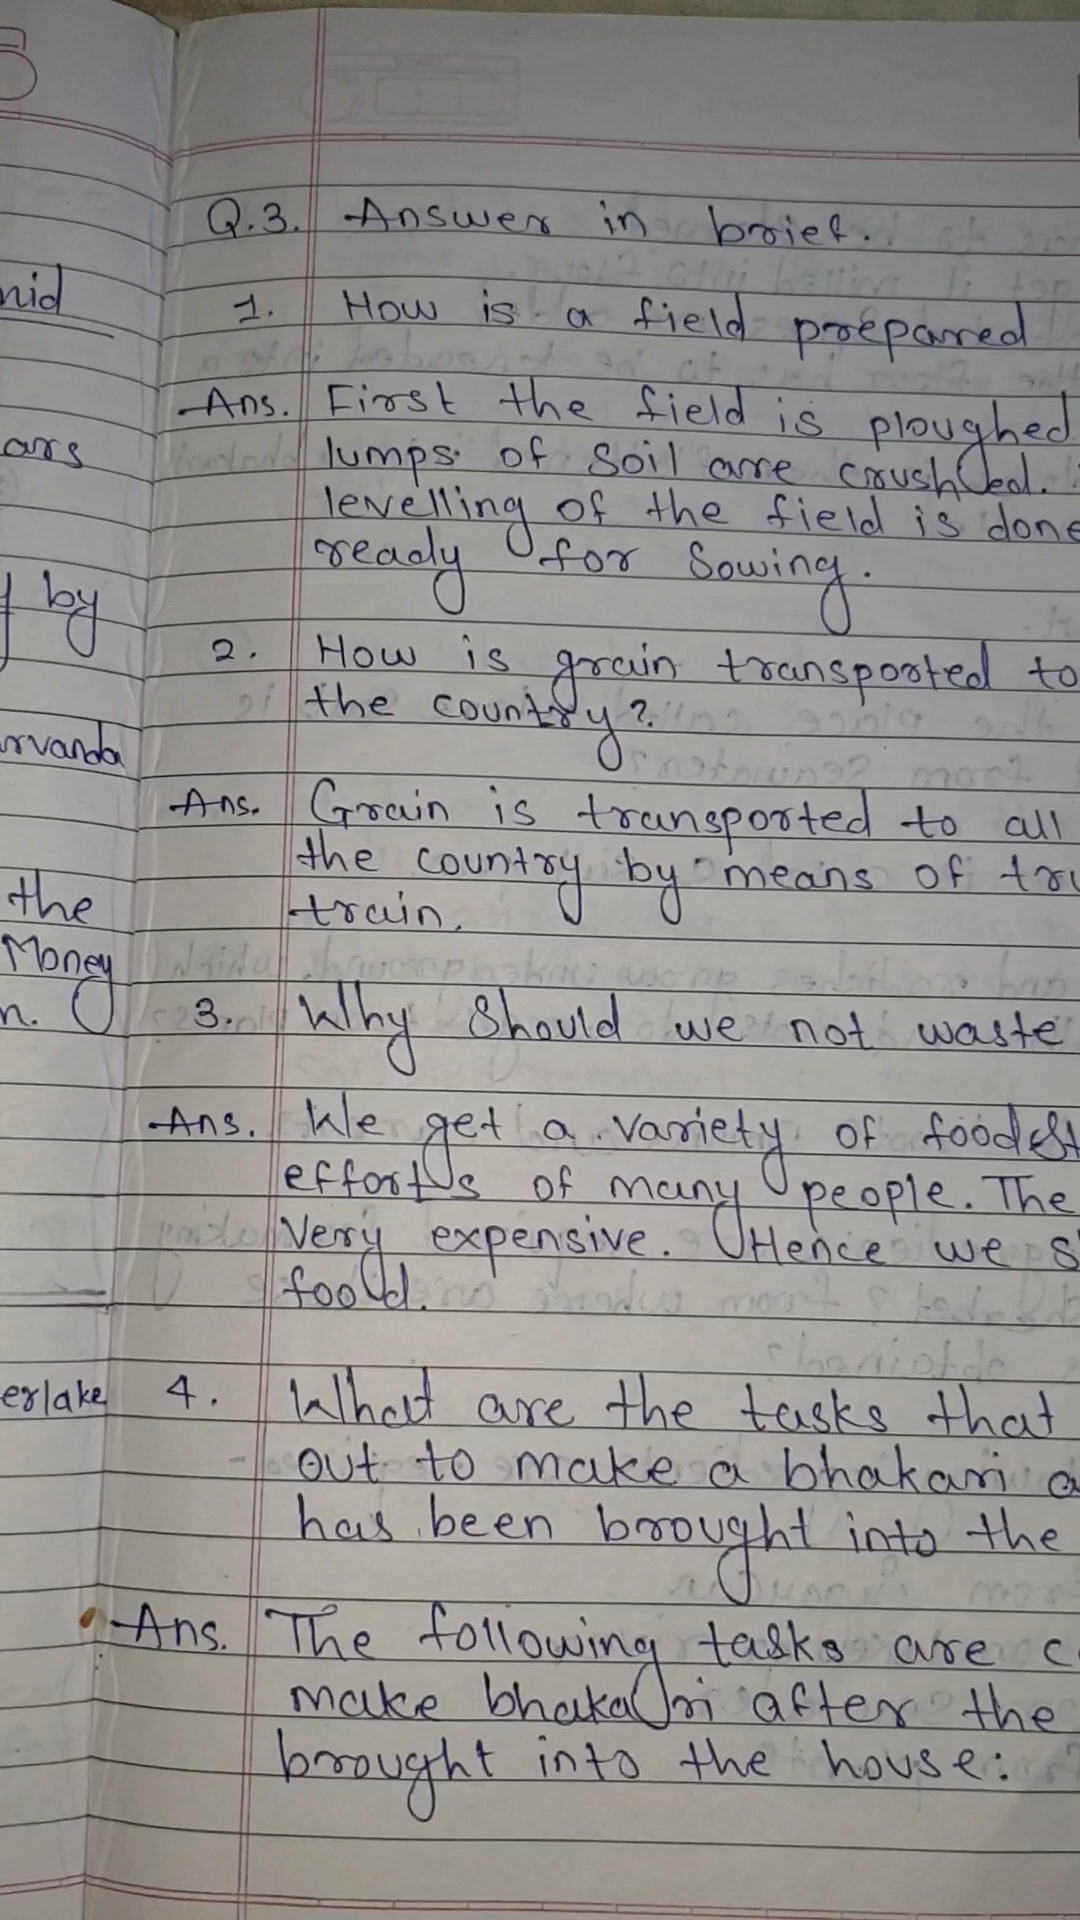 nid
ars
by
the
Money
n.
erlake
Q.3. Answer in brief.
1. How is a field prepared
Ans. First the field is ploughed
lumps of soil are crushed.
levelling of the field is done
ready for sowing.
2. How is grain transported to
the country?
Ans. Grain is transported to all
the country by means of
train.
3. Why should we not waste
Ans. We get a variety of
efforts of many people. The
very expensive. Hence we
food.
4. What are the tasks that
out to make a bhakari a
has been brought into the
Ans. The following tasks are c
make bhakari after the
brought into the house: